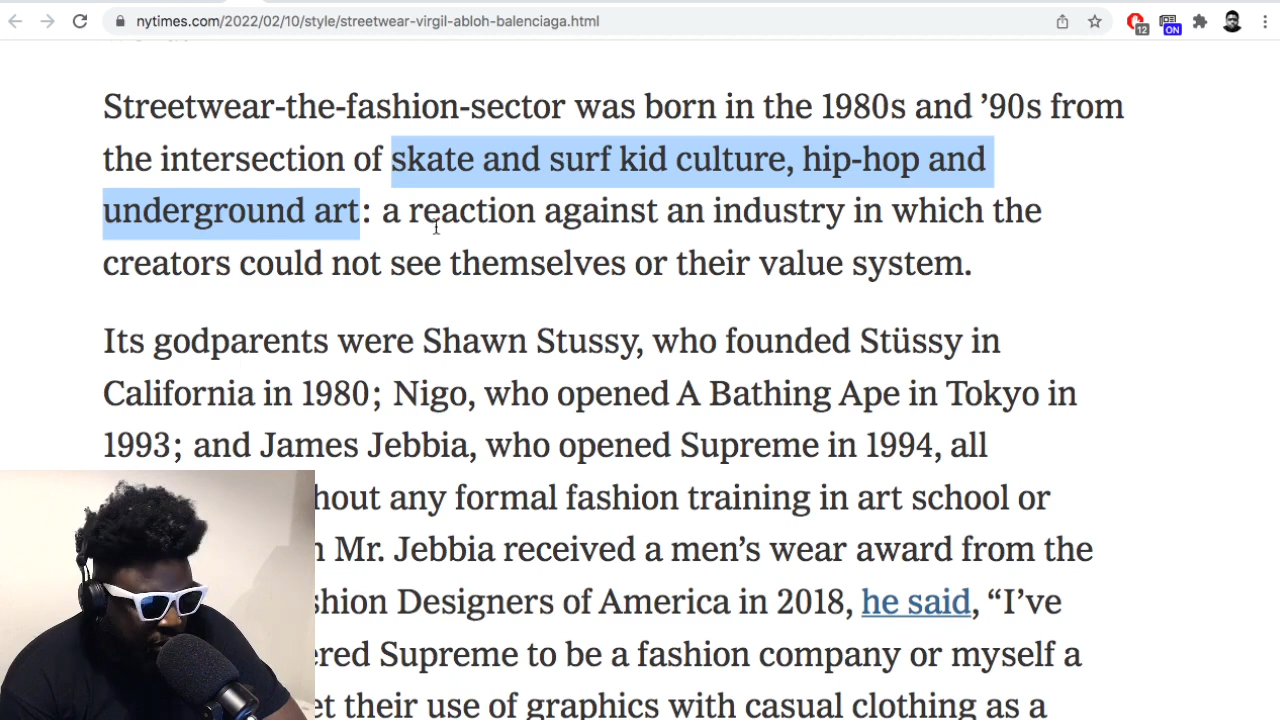 nytimes.com/2022/02/10/style/streetwear-virgil-abloh-balenciaga.html
12
ON
Streetwear-the-fashion-sector was born in the 1980s and ’90s from
the intersection of skate and surf kid culture, hip-hop and
underground art: a reaction against an industry in which the
creators could not see themselves or their value system.
Its godparents were Shawn Stussy, who founded Stüssy in
California in 1980; Nigo, who opened A Bathing Ape in Tokyo in
1993; and James Jebbia, who opened Supreme in 1994, all
hout any formal fashion training in art school or
Mr. Jebbia received a men’s wear award from the
shion Designers of America in 2018, he said, “I’ve
ered Supreme to be a fashion company or myself a
et their use of graphics with casual clothing as a